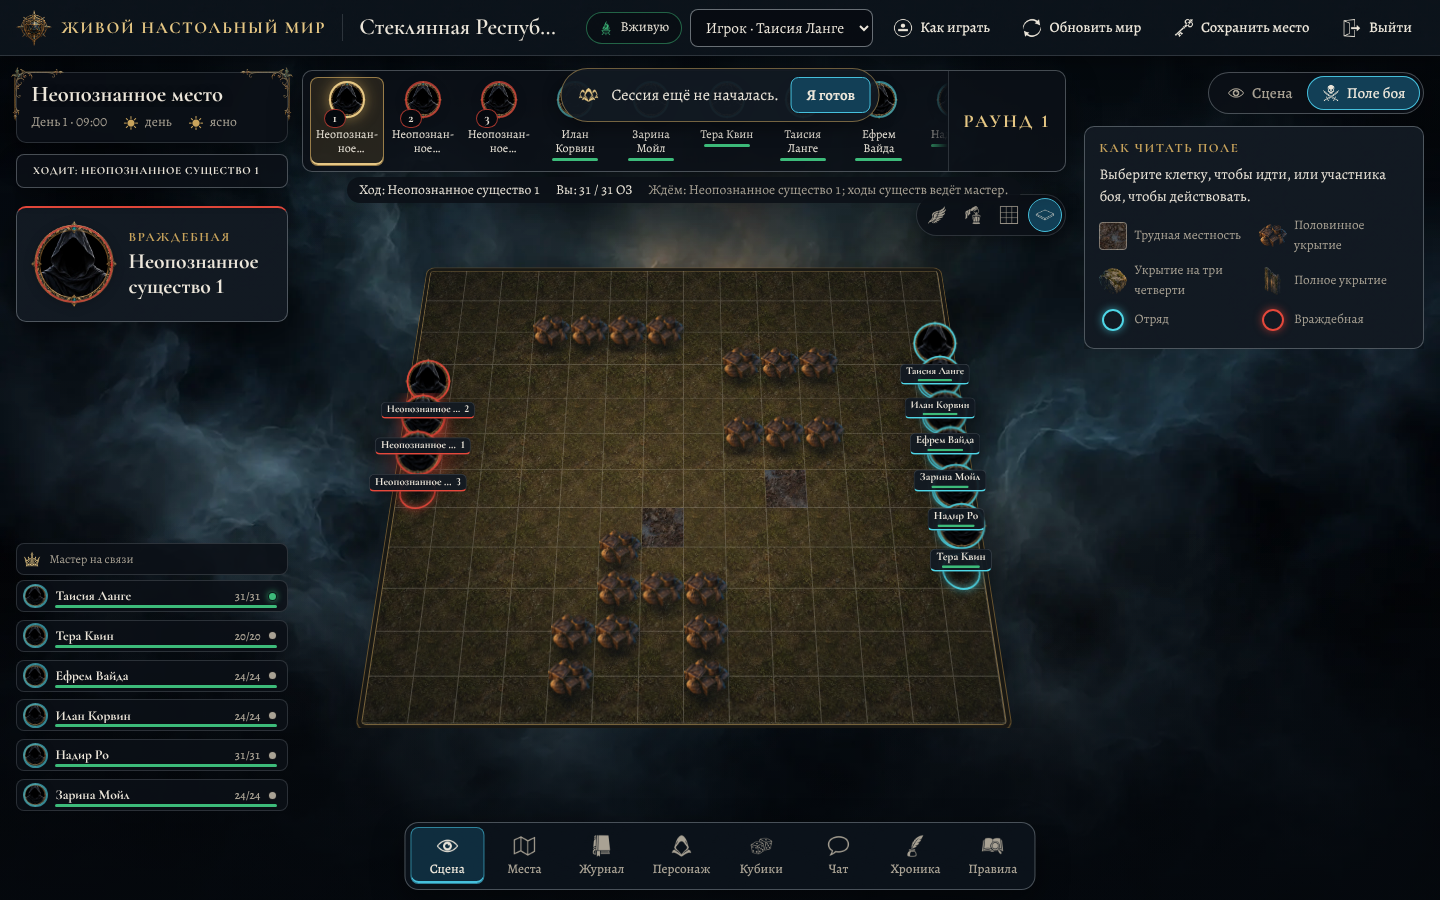 ЖИВОЙ НАСТОЛЬНЫЙ МИР
Стеклянная Респуб...
Вживую
Игрок · Таисия Ланге
Как играть
Обновить мир
Сохранить место
Выйти
Неопознанное место
День 1 · 09:00
день
ясно
ХОДИТ: НЕОПОЗНАННОЕ СУЩЕСТВО 1
ВРАЖДЕБНАЯ
Неопознанное
существо 1
1
Неопознан-
ное...
2
Неопознан-
ное...
3
Неопознан-
ное...
Илан
Корвин
Зарина
Мойл
Тера Квин
Таисия
Ланге
Ефрем
Вайда
На
Сессия ещё не началась.
Я готов
РАУНД 1
Ход: Неопознанное существо 1
Вы: 31 / 31 ОЗ
Ждём: Неопознанное существо 1; ходы существ ведёт мастер.
Сцена
Поле боя
КАК ЧИТАТЬ ПОЛЕ
Выберите клетку, чтобы идти, или участника
боя, чтобы действовать.
Трудная местность
Половинное
укрытие
Укрытие на три
четверти
Полное укрытие
Отряд
Враждебная
Неопознанное ... 2
Неопознанное ... 1
Неопознанное ... 3
Таисия Ланге
Илан Корвин
Ефрем Вайда
Зарина Мойл
Надир Ро
Тера Квин
Мастер на связи
Таисия Ланге 31/31
Тера Квин 20/20
Ефрем Вайда 24/24
Илан Корвин 24/24
Надир Ро 31/31
Зарина Мойл 24/24
Сцена
Места
Журнал
Персонаж
Кубики
Чат
Хроника
Правила